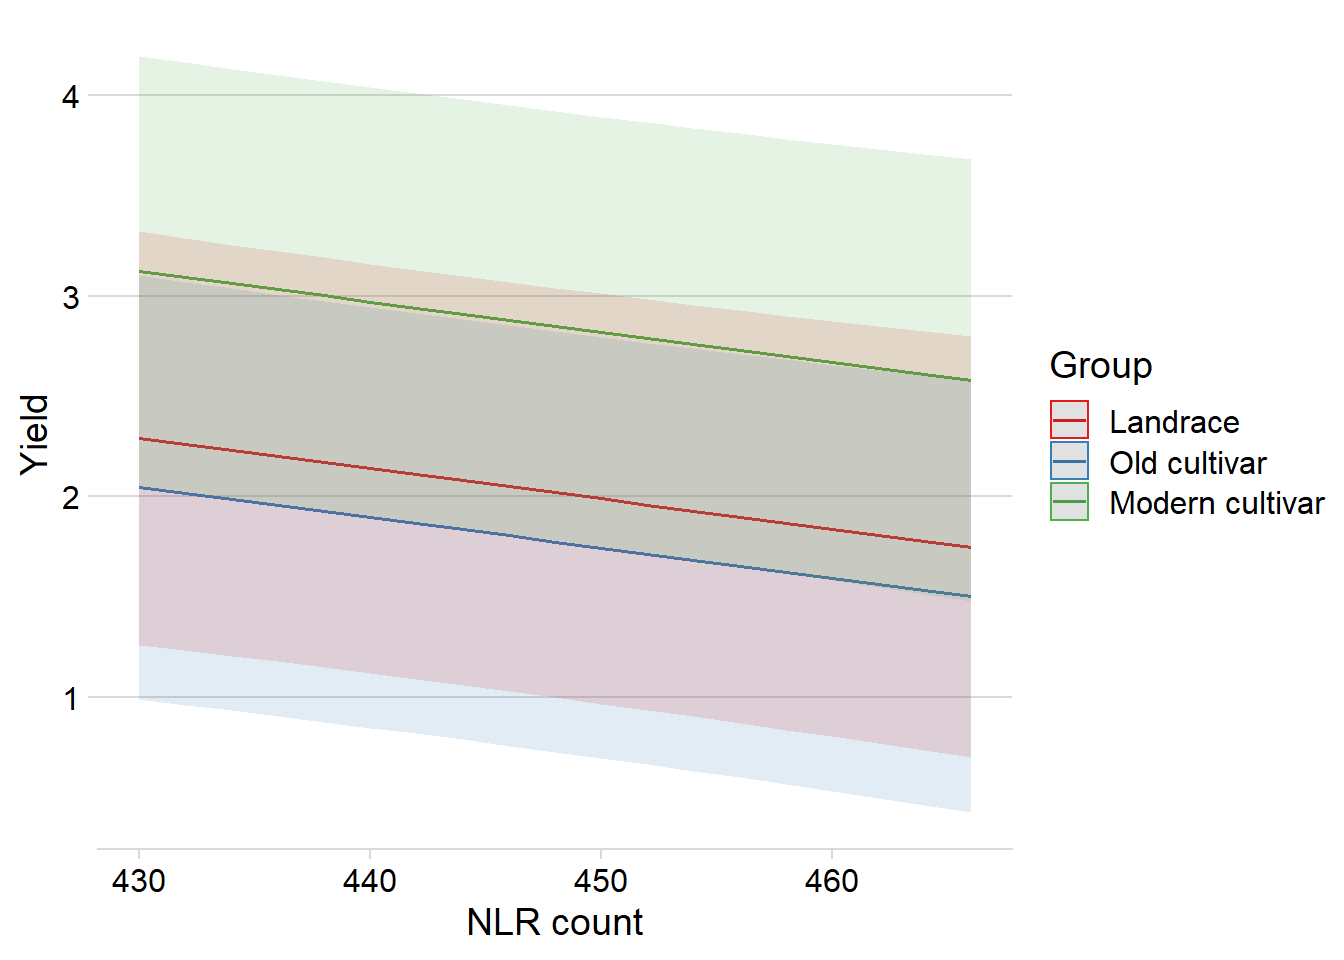 4
3
2
1
Yield
430 440 450 460
NLR count
Group
Landrace
Old cultivar
Modern cultivar